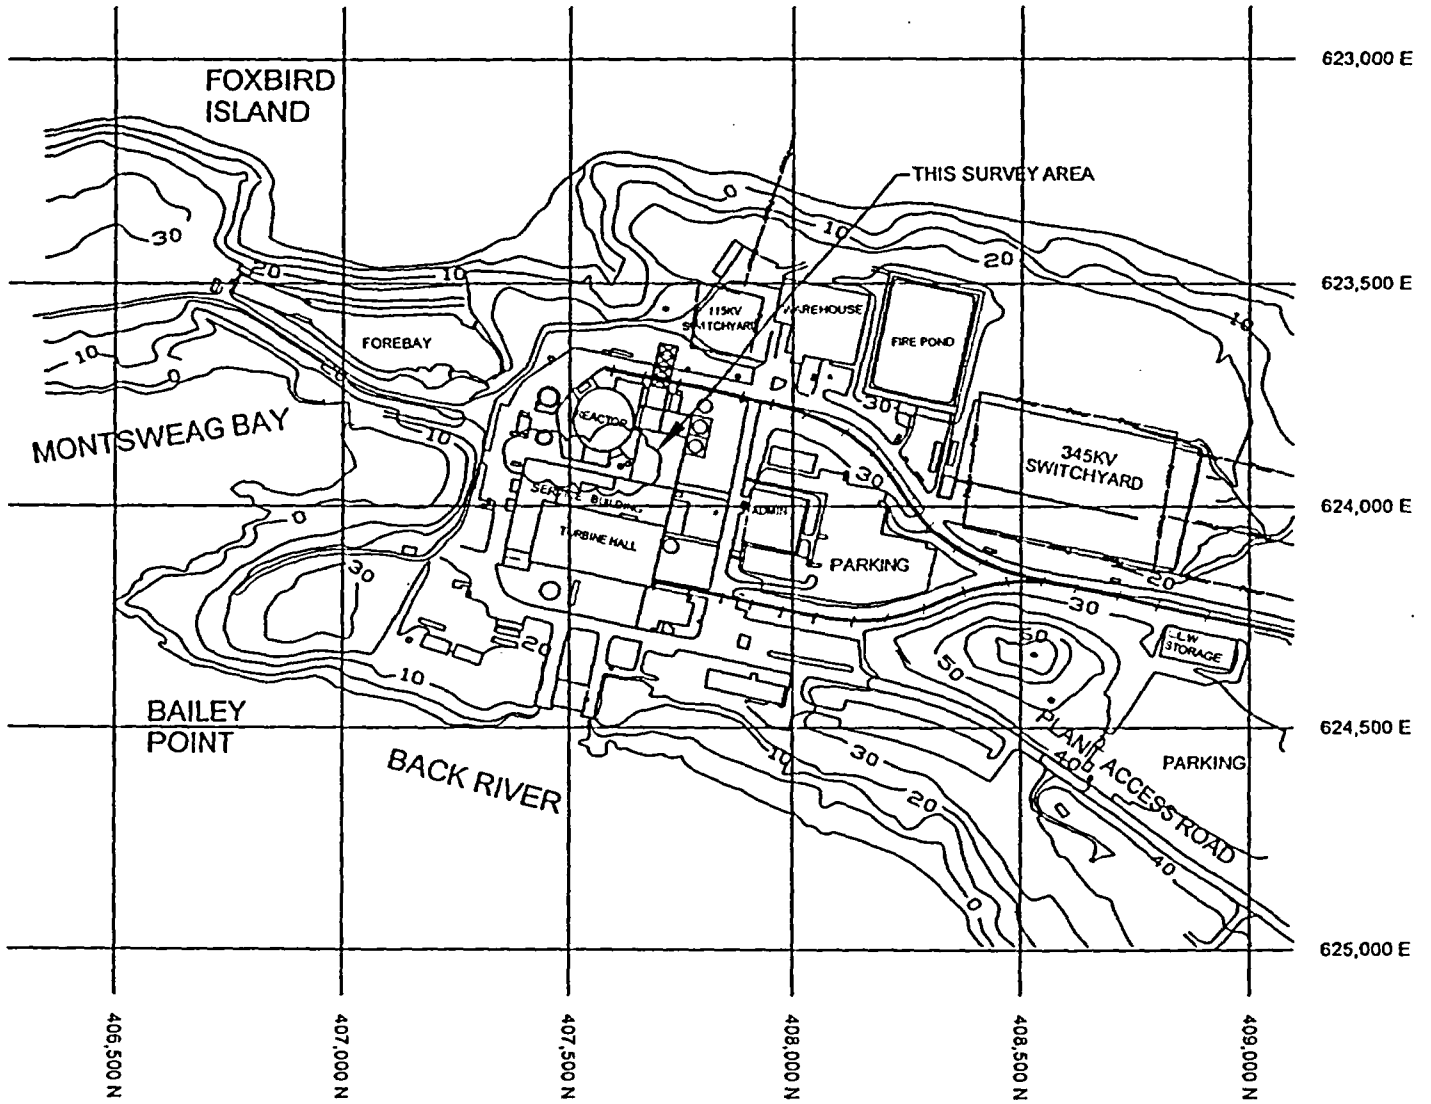 623,000 E
FOXBIRD
ISLAND
THIS SURVEY AREA
0
10
30
20
20
10
623,500 E
0
115KV
SWITCHYARD
WAREHOUSE
FIRE POND
10
FOREBAY
10
0
0
30
REACTOR
MONTSWEAG BAY
10
345KV
SWITCHYARD
30
SERVICE BUILDING
ADMIN
624,000 E
0
TURBINE HALL
PARKING
30
20
30
20
60
LLW
STORAGE
50
10
BAILEY
POINT
PLANT ACCESS ROAD
624,500 E
10
30
40
PARKING
BACK RIVER
20
40
0
625,000 E
406,500 N
407,000 N
407,500 N
408,000 N
408,500 N
409,000 N